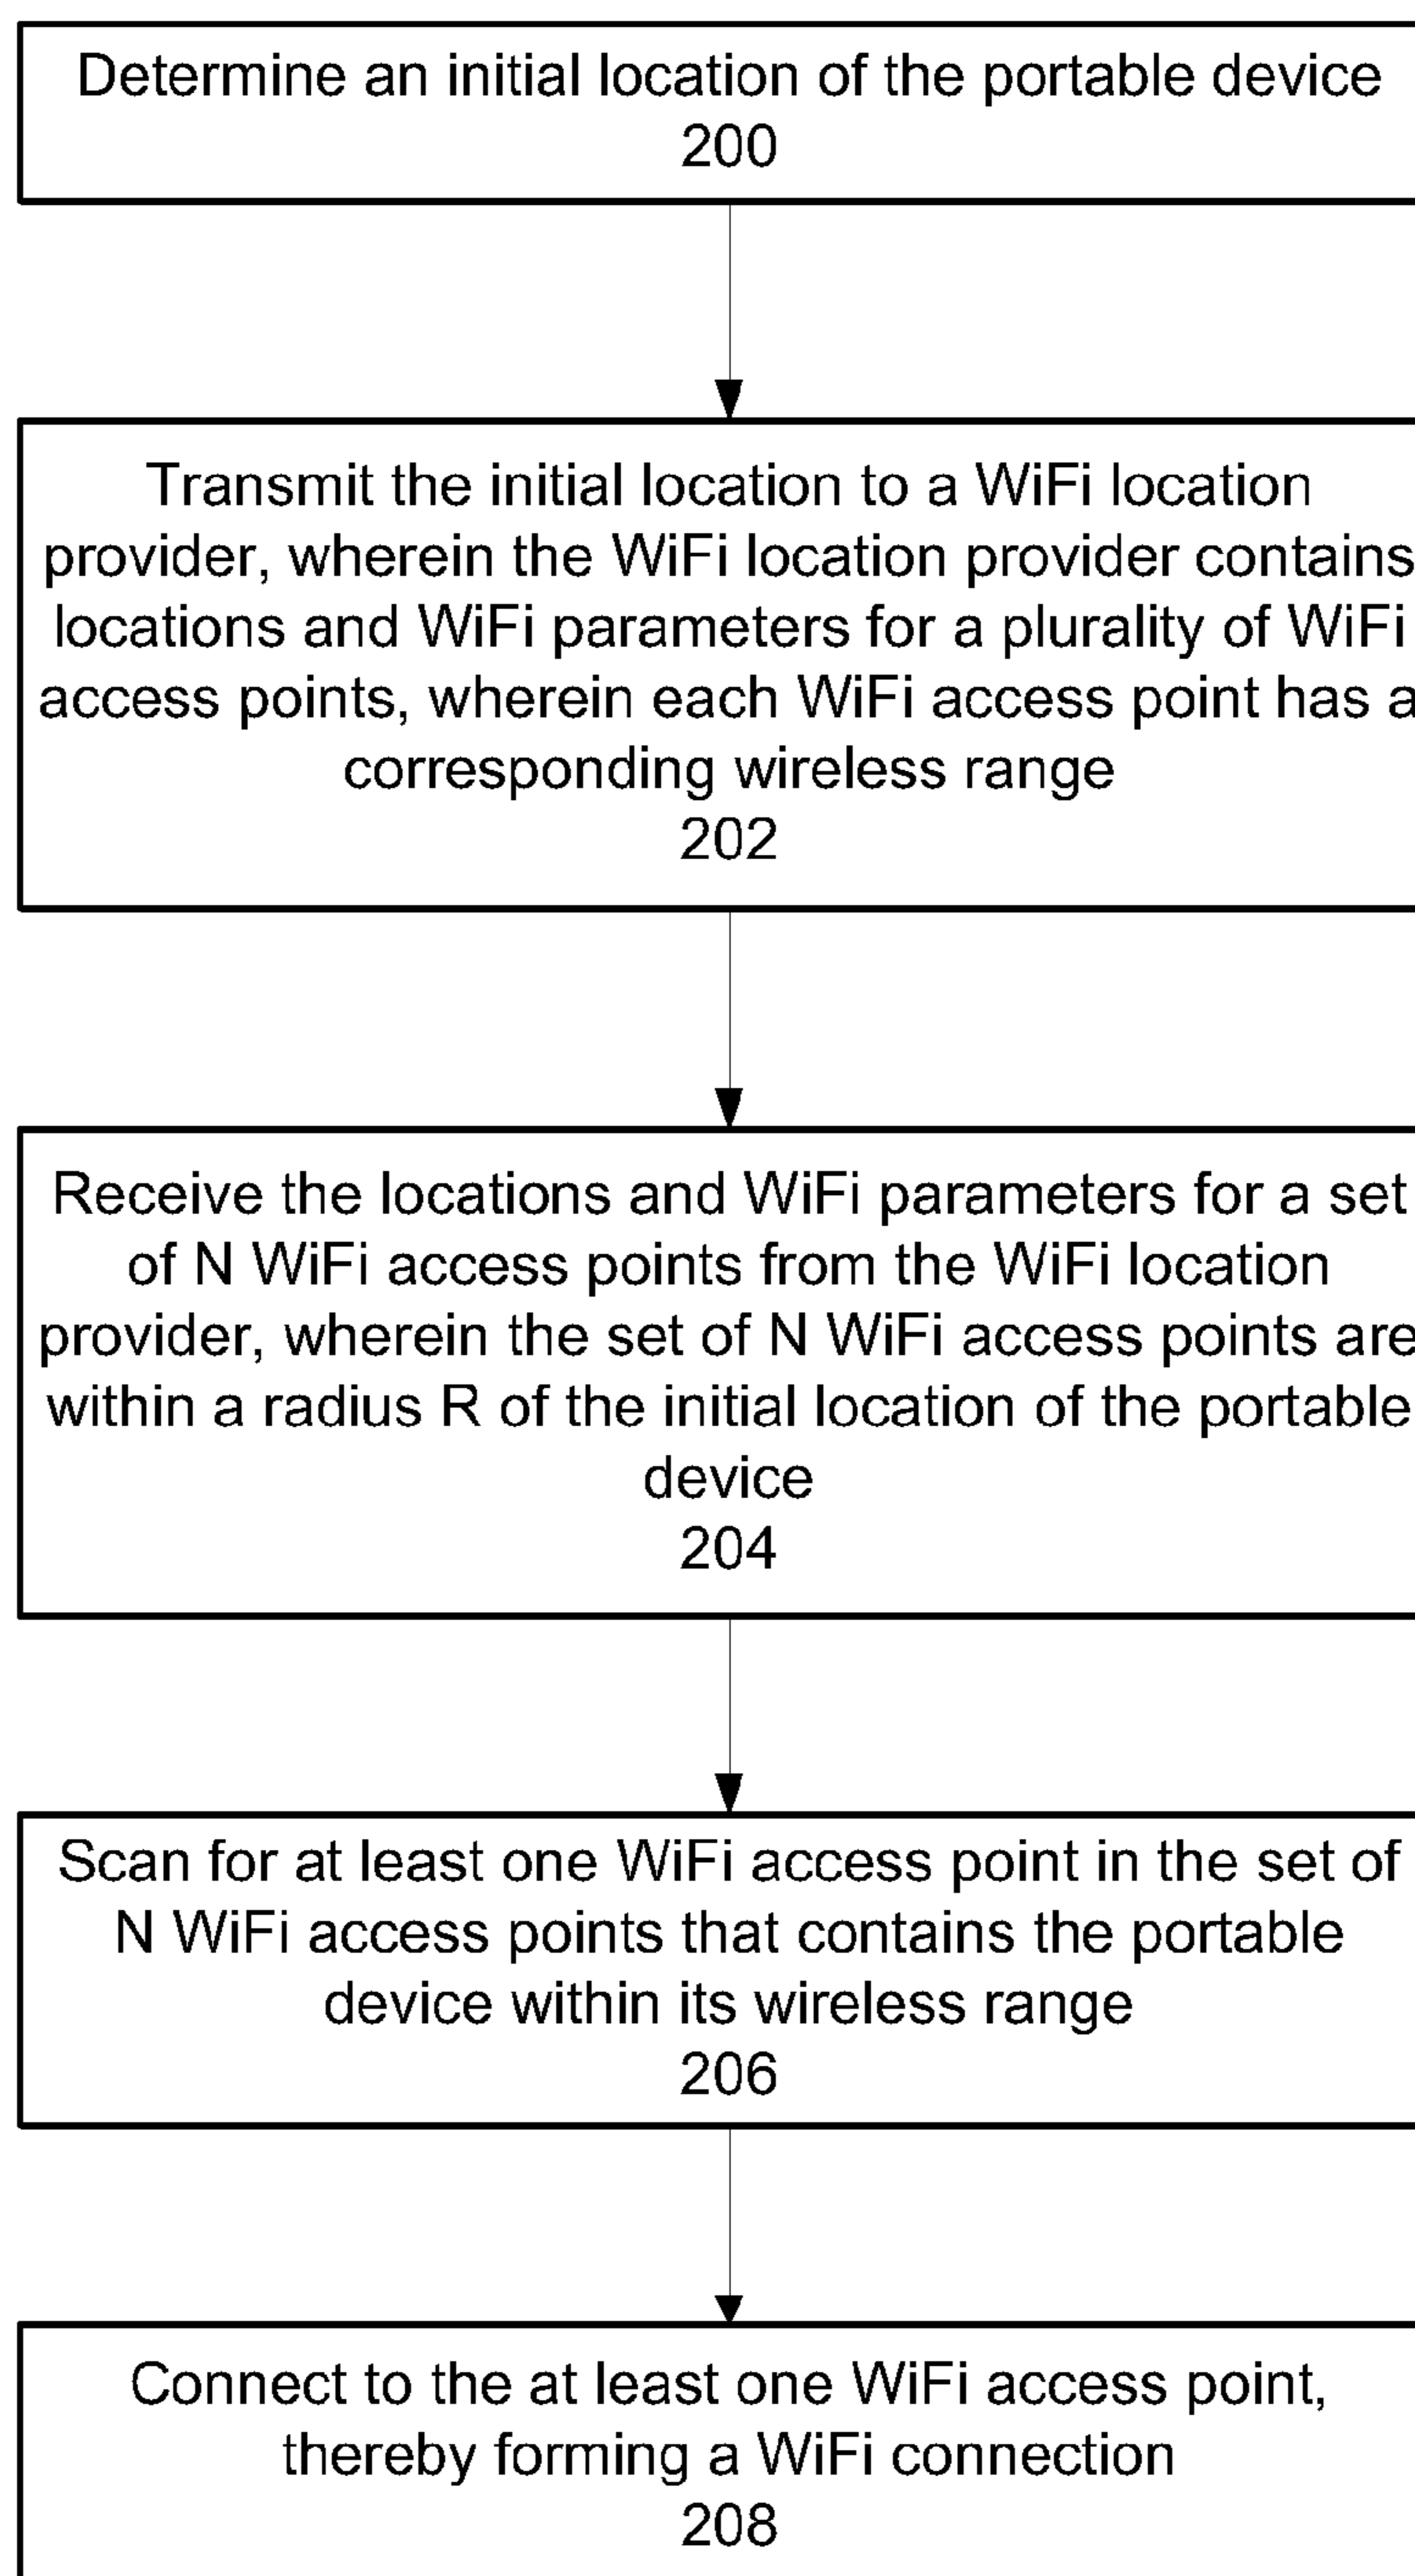 Determine an initial location of the portable device
200
Transmit the initial location to a WiFi location
provider, wherein the WiFi location provider contains
locations and WiFi parameters for a plurality of WiFi
access points, wherein each WiFi access point has a
corresponding wireless range
202
Receive the locations and WiFi parameters for a set
of N WiFi access points from the WiFi location
provider, wherein the set of N WiFi access points are
within a radius R of the initial location of the portable
device
204
Scan for at least one WiFi access point in the set of
N WiFi access points that contains the portable
device within its wireless range
206
Connect to the at least one WiFi access point,
thereby forming a WiFi connection
208